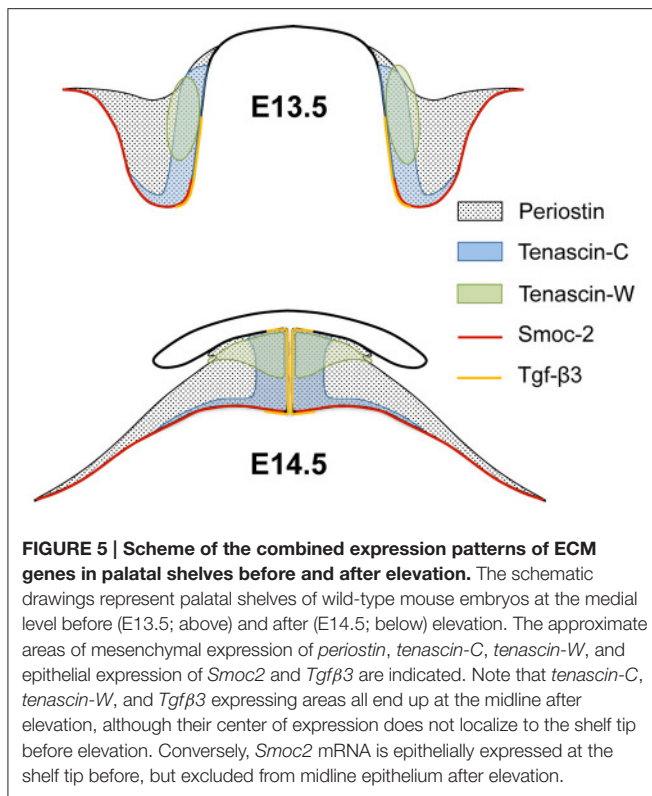 E13.5
Periostin
Tenascin-C
Tenascin-W
Smoc-2
Tgf-β3
E14.5
FIGURE 5 | Scheme of the combined expression patterns of ECM
genes in palatal shelves before and after elevation. The schematic
drawings represent palatal shelves of wild-type mouse embryos at the medial
level before (E13.5; above) and after (E14.5; below) elevation. The approximate
areas of mesenchymal expression of periostin, tenascin-C, tenascin-W, and
epithelial expression of Smoc2 and Tgfβ3 are indicated. Note that tenascin-C,
tenascin-W, and Tgfβ3 expressing areas all end up at the midline after
elevation, although their center of expression does not localize to the shelf tip
before elevation. Conversely, Smoc2 mRNA is epithelially expressed at the
shelf tip before, but excluded from midline epithelium after elevation.